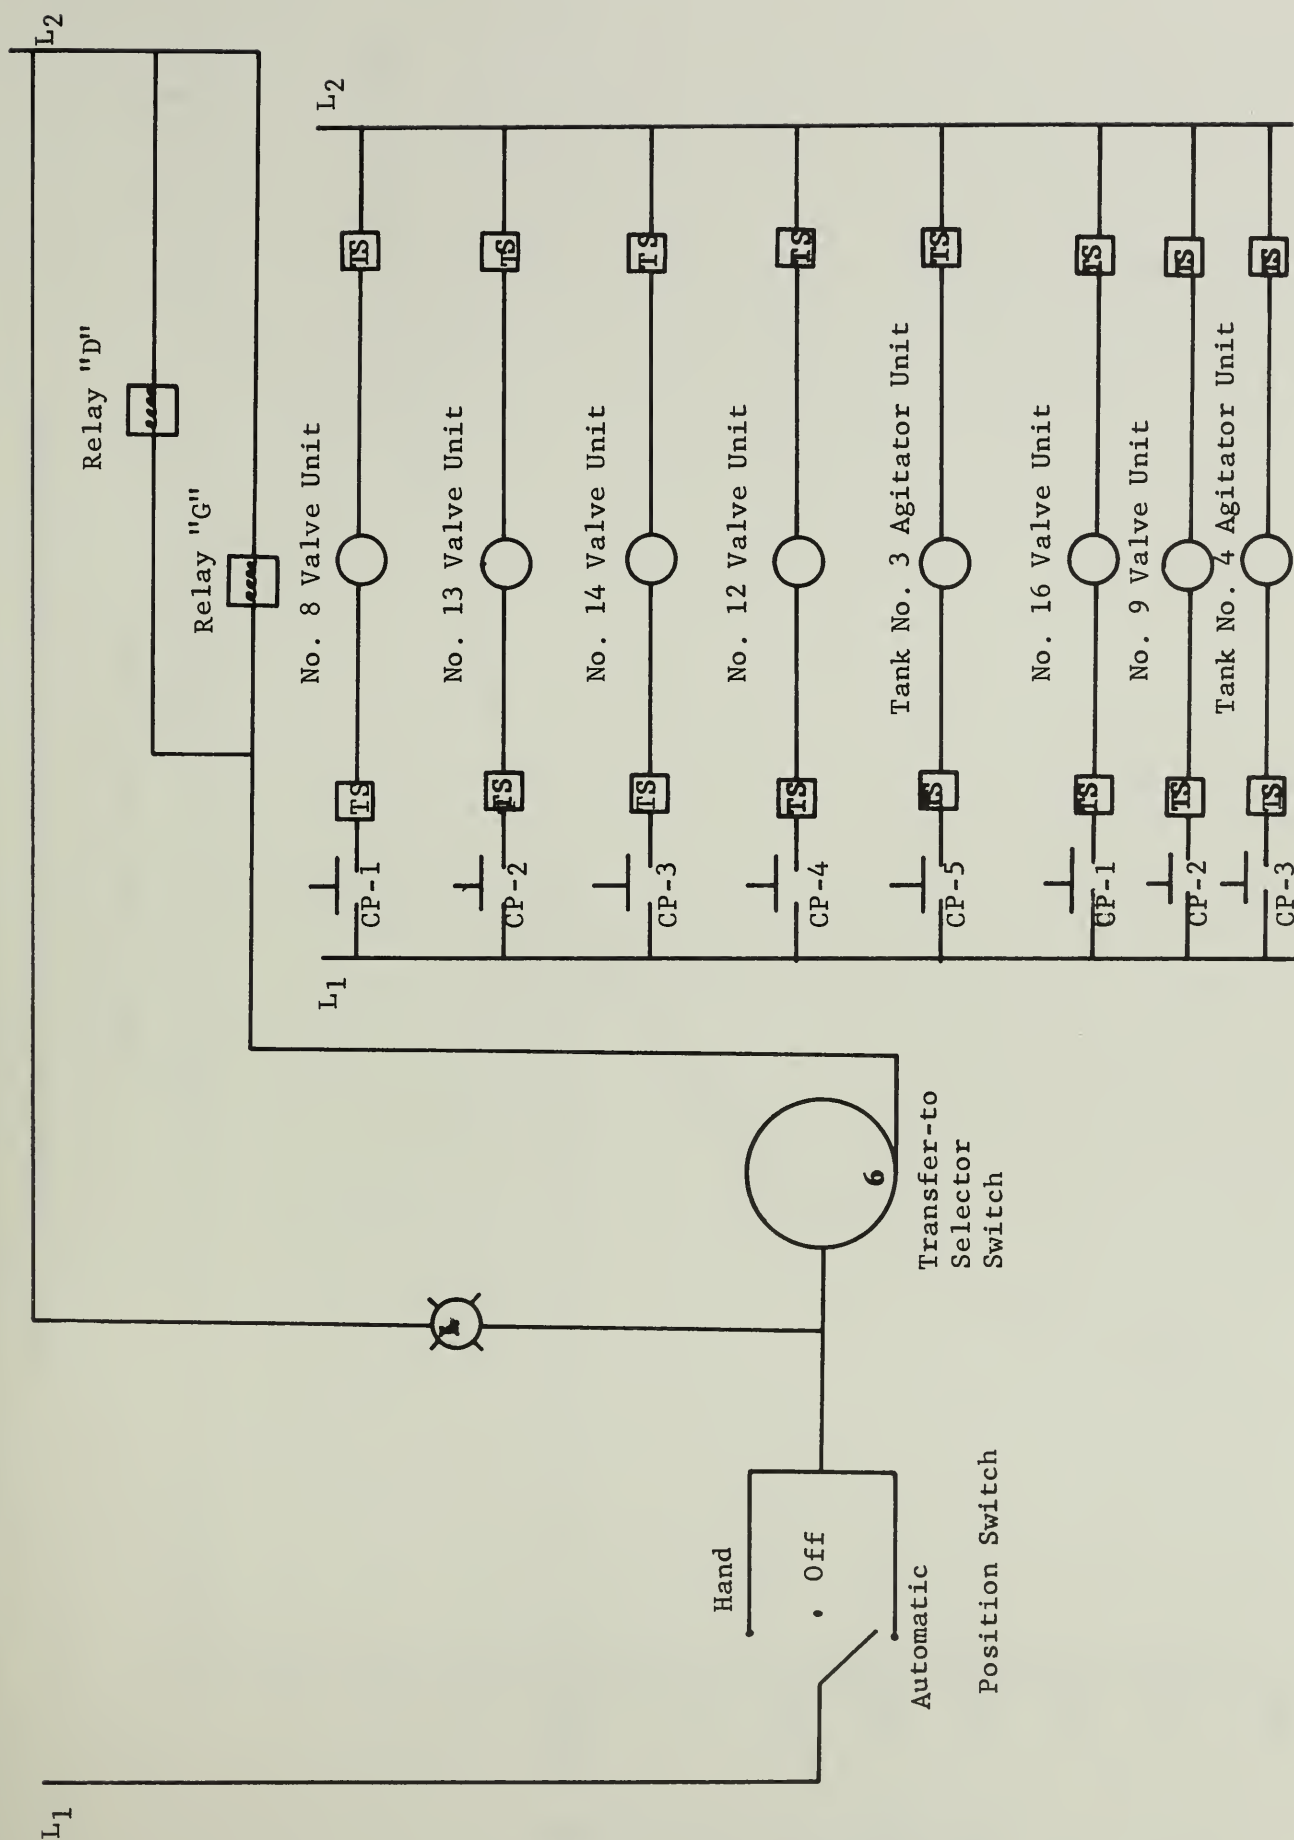 L1
L2
Relay "D"
Relay "G"
Hand
• Off
Automatic
Position Switch
6
Transfer-to
Selector
Switch
L1
L2
No. 8 Valve Unit
CP-1
TS
TS
No. 13 Valve Unit
CP-2
TS
TS
No. 14 Valve Unit
CP-3
TS
TS
No. 12 Valve Unit
CP-4
TS
TS
Tank No. 3 Agitator Unit
CP-5
TS
TS
No. 16 Valve Unit
CP-1
TS
TS
No. 9 Valve Unit
CP-2
TS
TS
Tank No. 4 Agitator Unit
CP-3
TS
TS